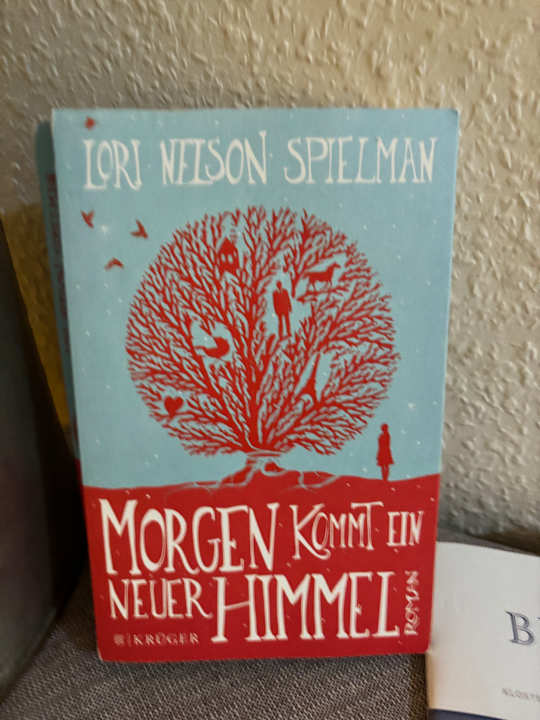 LORI NELSON SPIELMAN
MORGEN KOMMT EIN
NEUER HIMMEL
ROMAN
KRÜGER